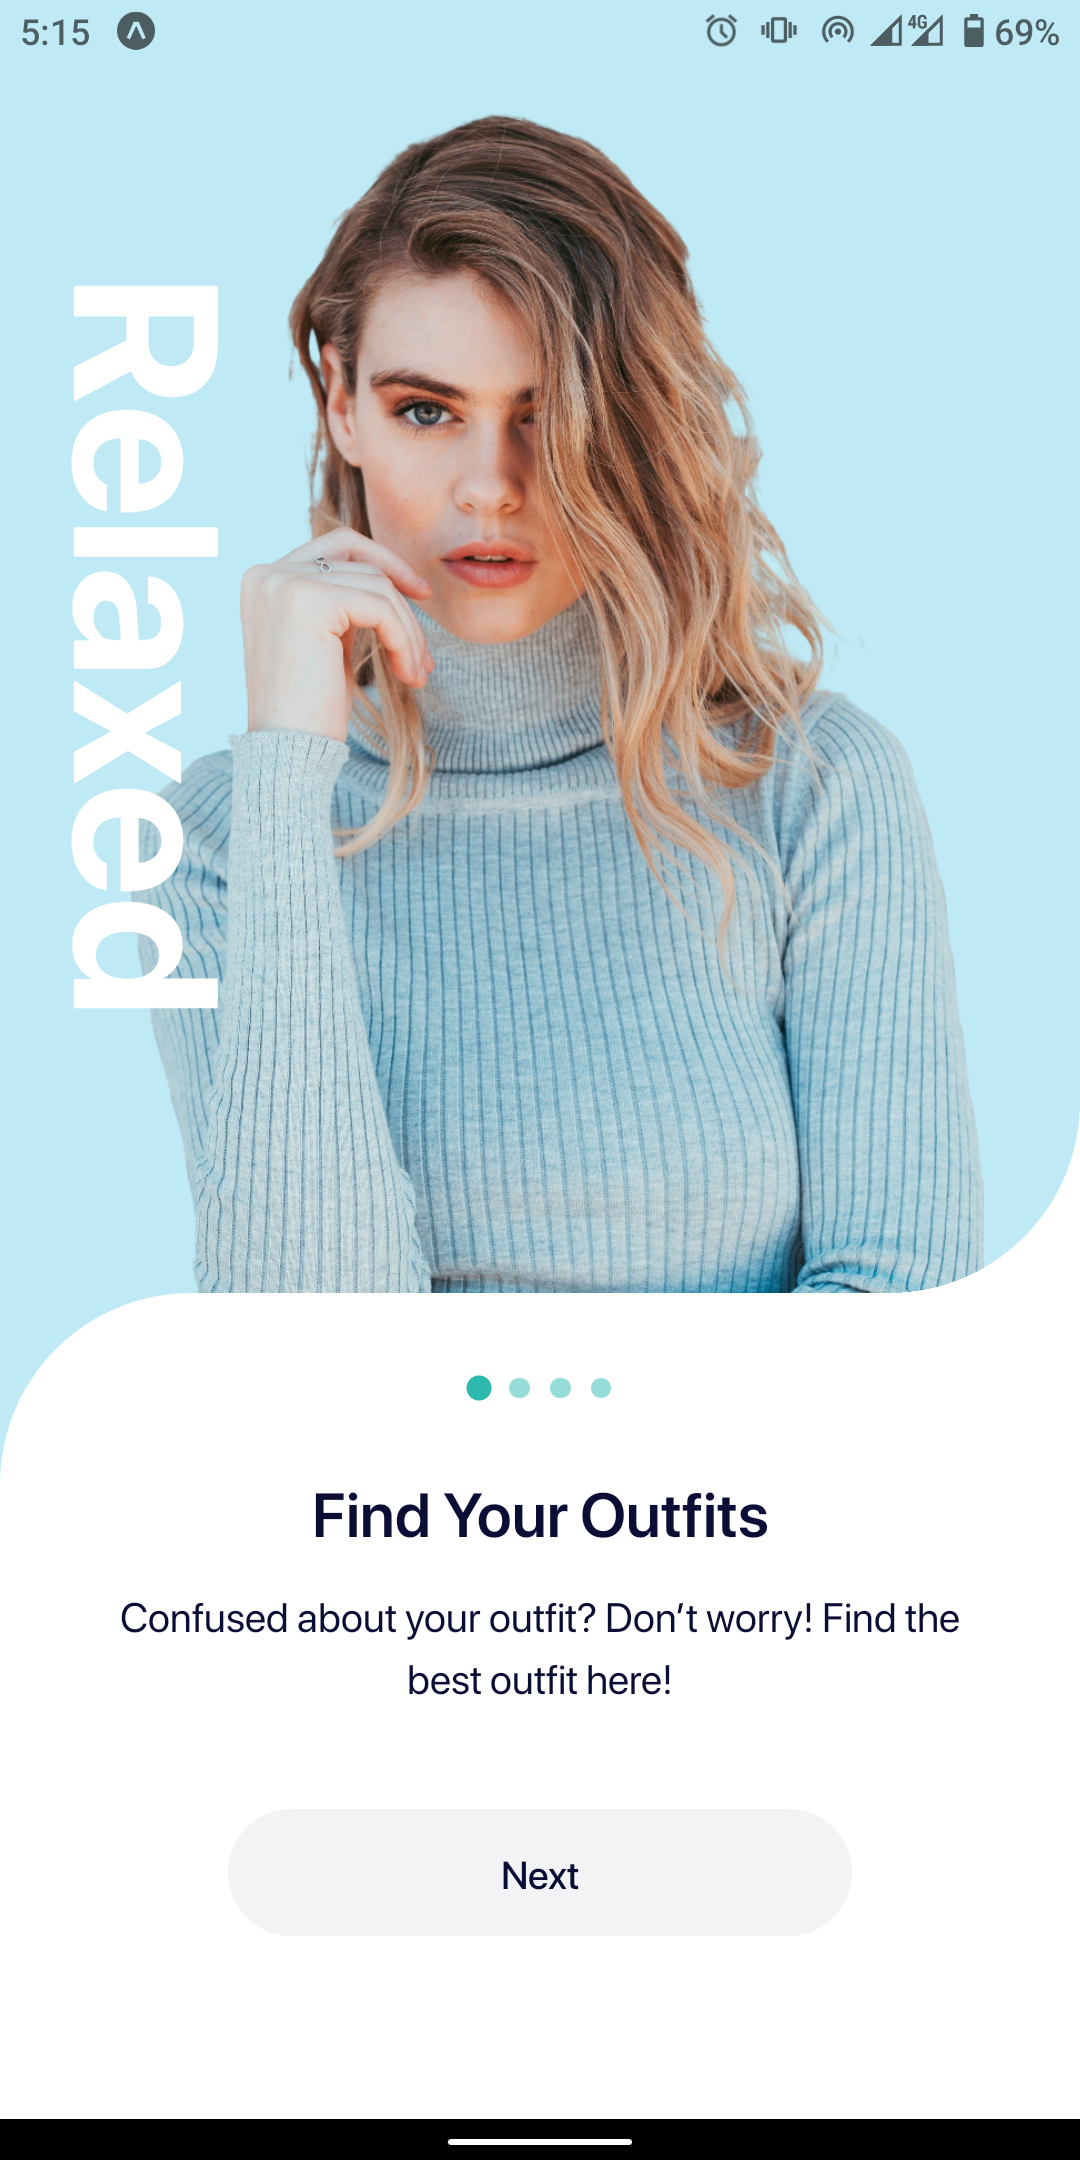 5:15
4G
69%
Relaxed
Find Your Outfits
Confused about your outfit? Don’t worry! Find the
best outfit here!
Next